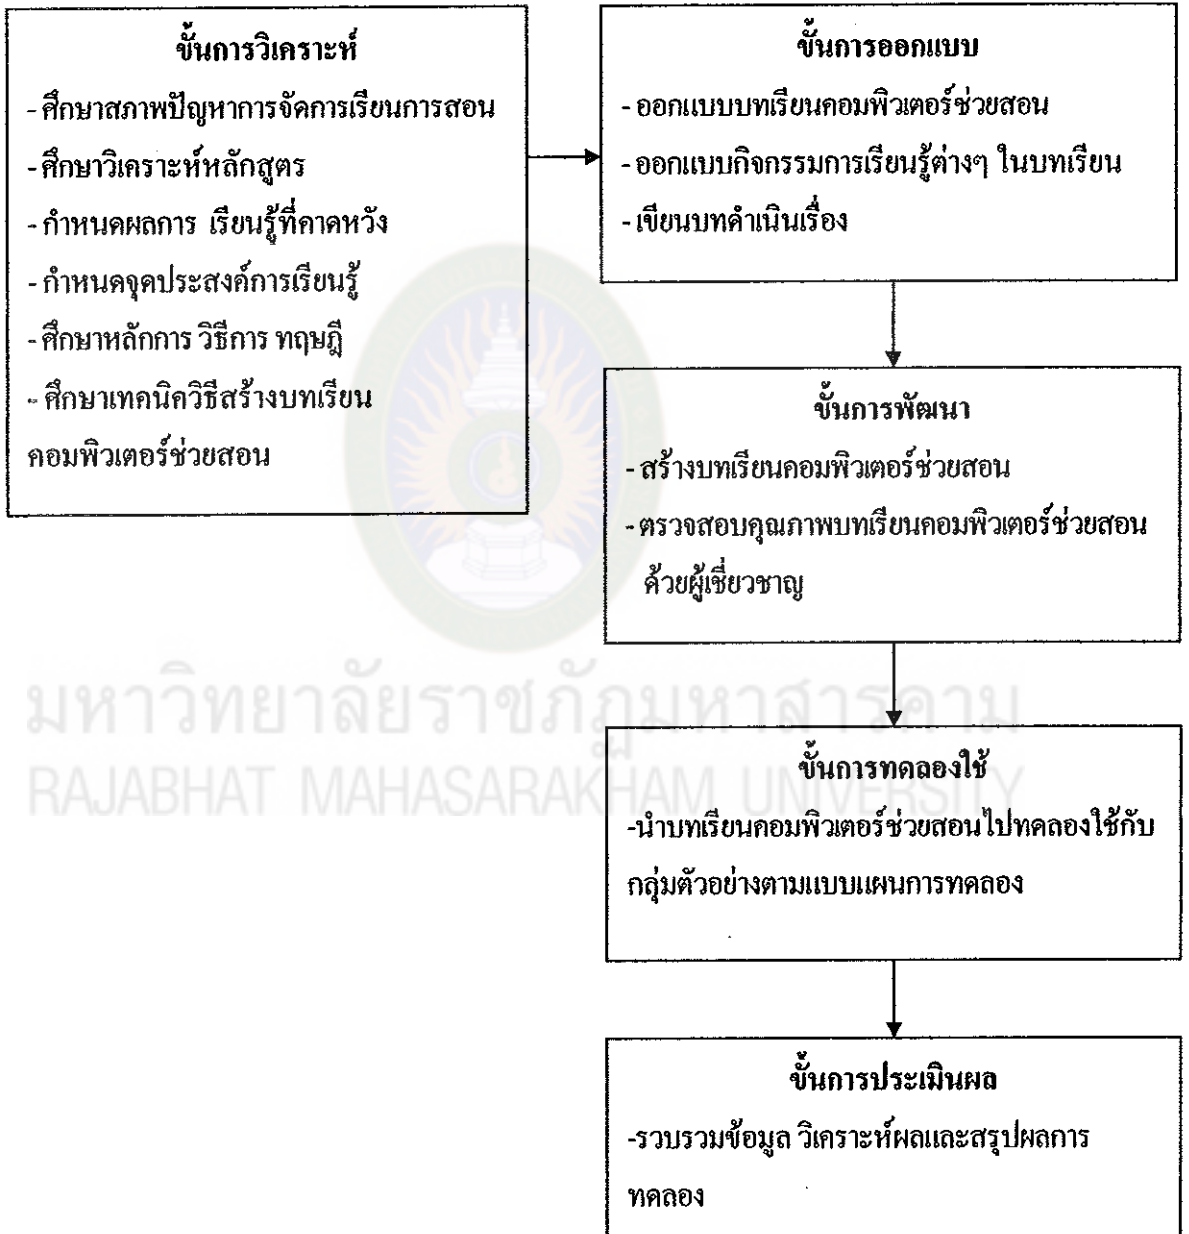 ขั้นการวิเคราะห์
- ศึกษาสภาพปัญหาการจัดการเรียนการสอน
- ศึกษาวิเคราะห์หลักสูตร
- กำหนดผลการ เรียนรู้ที่คาดหวัง
- กำหนดจุดประสงค์การเรียนรู้
- ศึกษาหลักการ วิธีการ ทฤษฎี
- ศึกษาเทคนิควิธีสร้างบทเรียน
คอมพิวเตอร์ช่วยสอน
ขั้นการออกแบบ
- ออกแบบบทเรียนคอมพิวเตอร์ช่วยสอน
- ออกแบบกิจกรรมการเรียนรู้ต่างๆ ในบทเรียน
- เขียนบทดำเนินเรื่อง
ขั้นการพัฒนา
- สร้างบทเรียนคอมพิวเตอร์ช่วยสอน
- ตรวจสอบคุณภาพบทเรียนคอมพิวเตอร์ช่วยสอน
ด้วยผู้เชี่ยวชาญ
มหาวิทยาลัยราชภัฏมหาสารคาม
RAJABHAT MAHASARAKHAM UNIVERSITY
ขั้นการทดลองใช้
-นำบทเรียนคอมพิวเตอร์ช่วยสอนไปทดลองใช้กับ
กลุ่มตัวอย่างตามแบบแผนการทดลอง
ขั้นการประเมินผล
-รวบรวมข้อมูล วิเคราะห์ผลและสรุปผลการ
ทดลอง